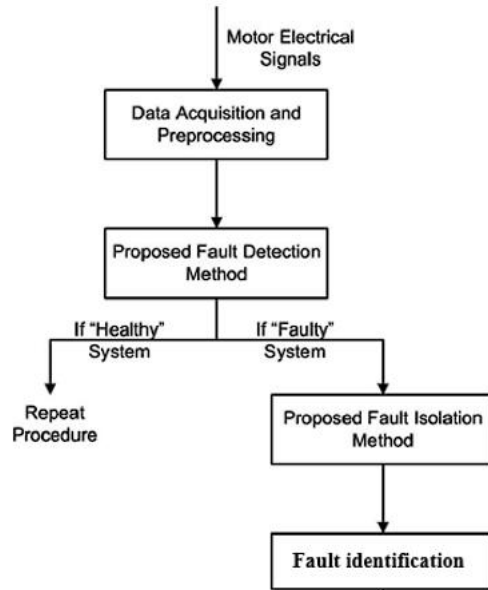 Motor Electrical
Signals
Data Acquisition and
Preprocessing
Proposed Fault Detection
Method
If "Healthy"
System
If "Faulty"
System
Repeat
Procedure
Proposed Fault Isolation
Method
Fault identification